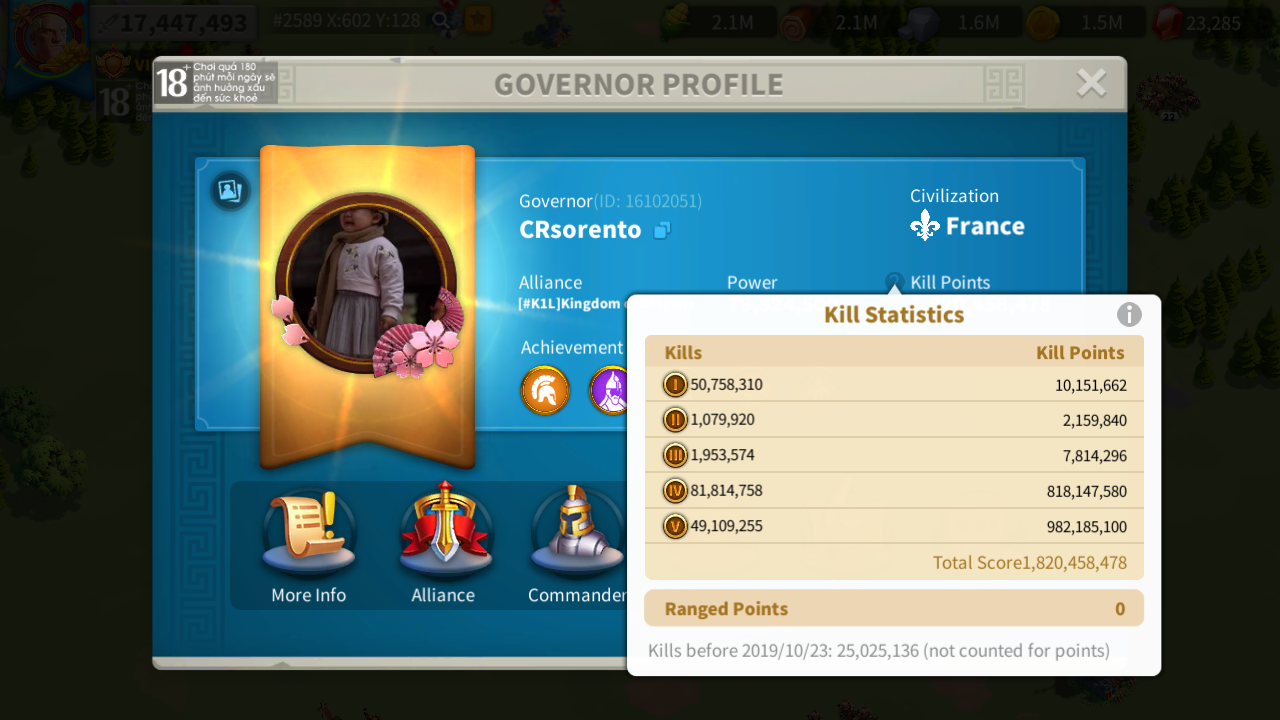 17,447,493
#2589 X:602 Y:128
2.1M
2.1M
1.6M
1.5M
23,285
18+
Chơi quá 180
phút mỗi ngày sẽ
ảnh hưởng xấu
đến sức khoẻ
GOVERNOR PROFILE
18
22
Governor(ID: 16102051)
CRsorento
Civilization
France
Alliance
[#K1L]Kingdom
Power
Kill Points
Achievement
Kill Statistics
Kills
Kill Points
I 50,758,310 10,151,662
II 1,079,920 2,159,840
III 1,953,574 7,814,296
IV 81,814,758 818,147,580
V 49,109,255 982,185,100
Total Score1,820,458,478
Ranged Points 0
Kills before 2019/10/23: 25,025,136 (not counted for points)
More Info
Alliance
Commander